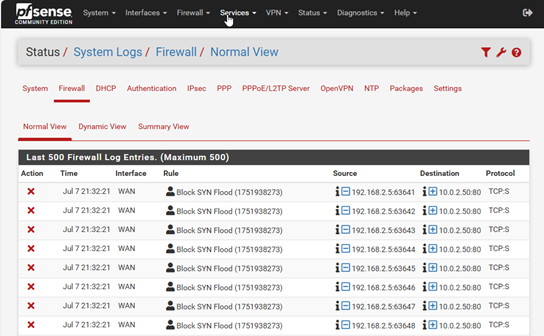 pfsense System Interfaces Firewall Services VPN Status Diagnostics Help
COMMUNITY EDITION
Status / System Logs / Firewall / Normal View
System Firewall DHCP Authentication IPsec PPP PPPoE/L2TP Server OpenVPN NTP Packages Settings
Normal View Dynamic View Summary View
Last 500 Firewall Log Entries. (Maximum 500)
Action Time Interface Rule Source Destination Protocol
Jul 7 21:32:21 WAN Block SYN Flood (1751938273) 192.168.2.5:63641 10.0.2.50:80 TCP:S
Jul 7 21:32:21 WAN Block SYN Flood (1751938273) 192.168.2.5:63642 10.0.2.50:80 TCP:S
Jul 7 21:32:21 WAN Block SYN Flood (1751938273) 192.168.2.5:63643 10.0.2.50:80 TCP:S
Jul 7 21:32:21 WAN Block SYN Flood (1751938273) 192.168.2.5:63644 10.0.2.50:80 TCP:S
Jul 7 21:32:21 WAN Block SYN Flood (1751938273) 192.168.2.5:63645 10.0.2.50:80 TCP:S
Jul 7 21:32:21 WAN Block SYN Flood (1751938273) 192.168.2.5:63646 10.0.2.50:80 TCP:S
Jul 7 21:32:21 WAN Block SYN Flood (1751938273) 192.168.2.5:63647 10.0.2.50:80 TCP:S
Jul 7 21:32:21 WAN Block SYN Flood (1751938273) 192.168.2.5:63648 10.0.2.50:80 TCP:S